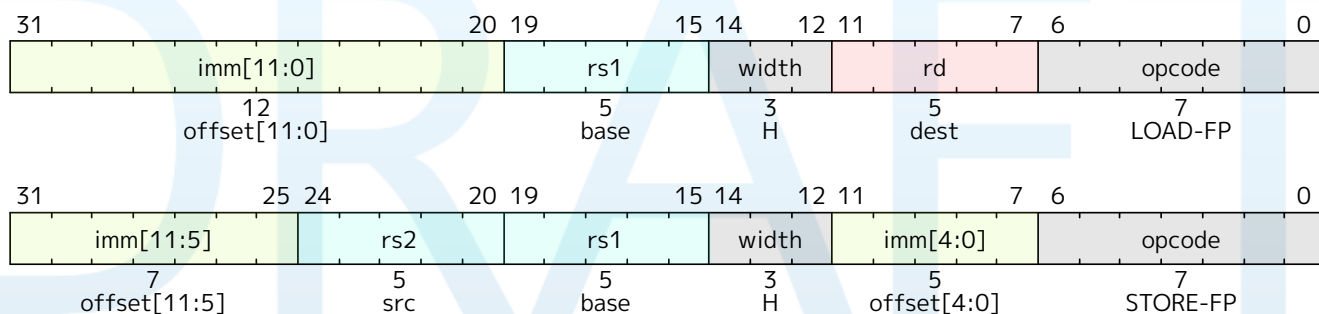 31 20 19 15 14 12 11 7 6 0
imm[11:0] rs1 width rd opcode
12 5 3 5 7
offset[11:0] base H dest LOAD-FP
31 25 24 20 19 15 14 12 11 7 6 0
imm[11:5] rs2 rs1 width imm[4:0] opcode
7 5 5 3 5 7
offset[11:5] src base H offset[4:0] STORE-FP
DRAFT